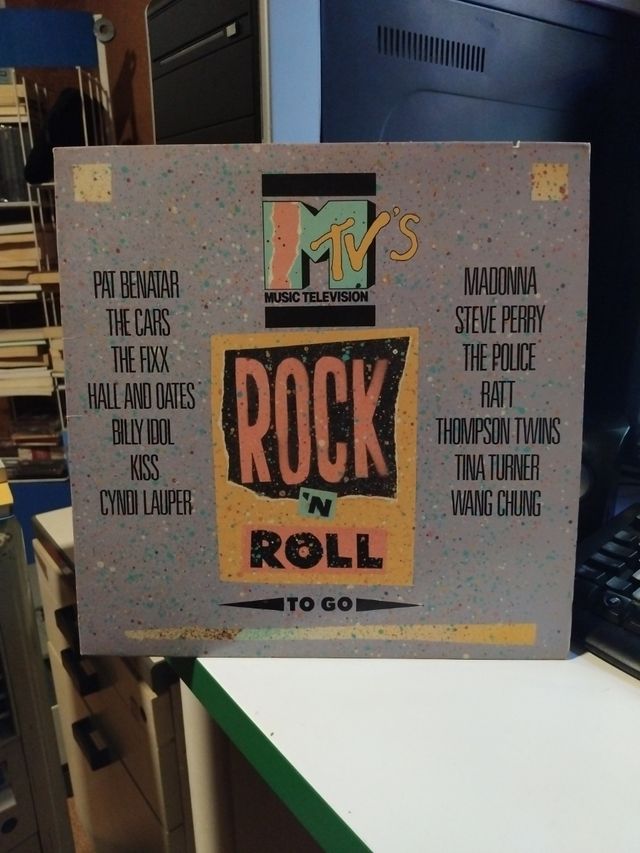 MTV'S
MUSIC TELEVISION
PAT BENATAR
THE CARS
THE FIXX
HALL AND OATES
BILLY IDOL
KISS
CYNDI LAUPER
ROCK
'N
ROLL
TO GO
MADONNA
STEVE PERRY
THE POLICE
RATT
THOMPSON TWINS
TINA TURNER
WANG CHUNG